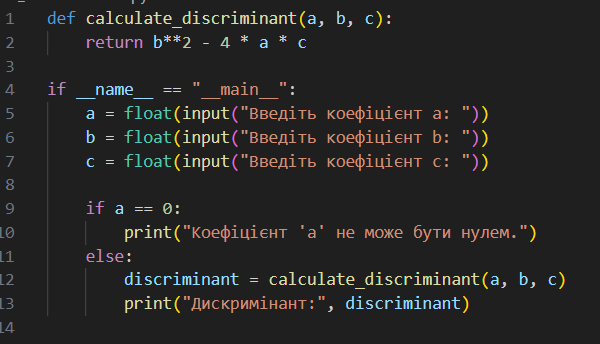 1 def calculate_discriminant(a, b, c):
2     return b**2 - 4 * a * c
3
4 if __name__ == "__main__":
5     a = float(input("Введіть коефіцієнт a: "))
6     b = float(input("Введіть коефіцієнт b: "))
7     c = float(input("Введіть коефіцієнт c: "))
8
9     if a == 0:
10         print("Коефіцієнт 'a' не може бути нулем.")
11     else:
12         discriminant = calculate_discriminant(a, b, c)
13         print("Дискримінант:", discriminant)
14